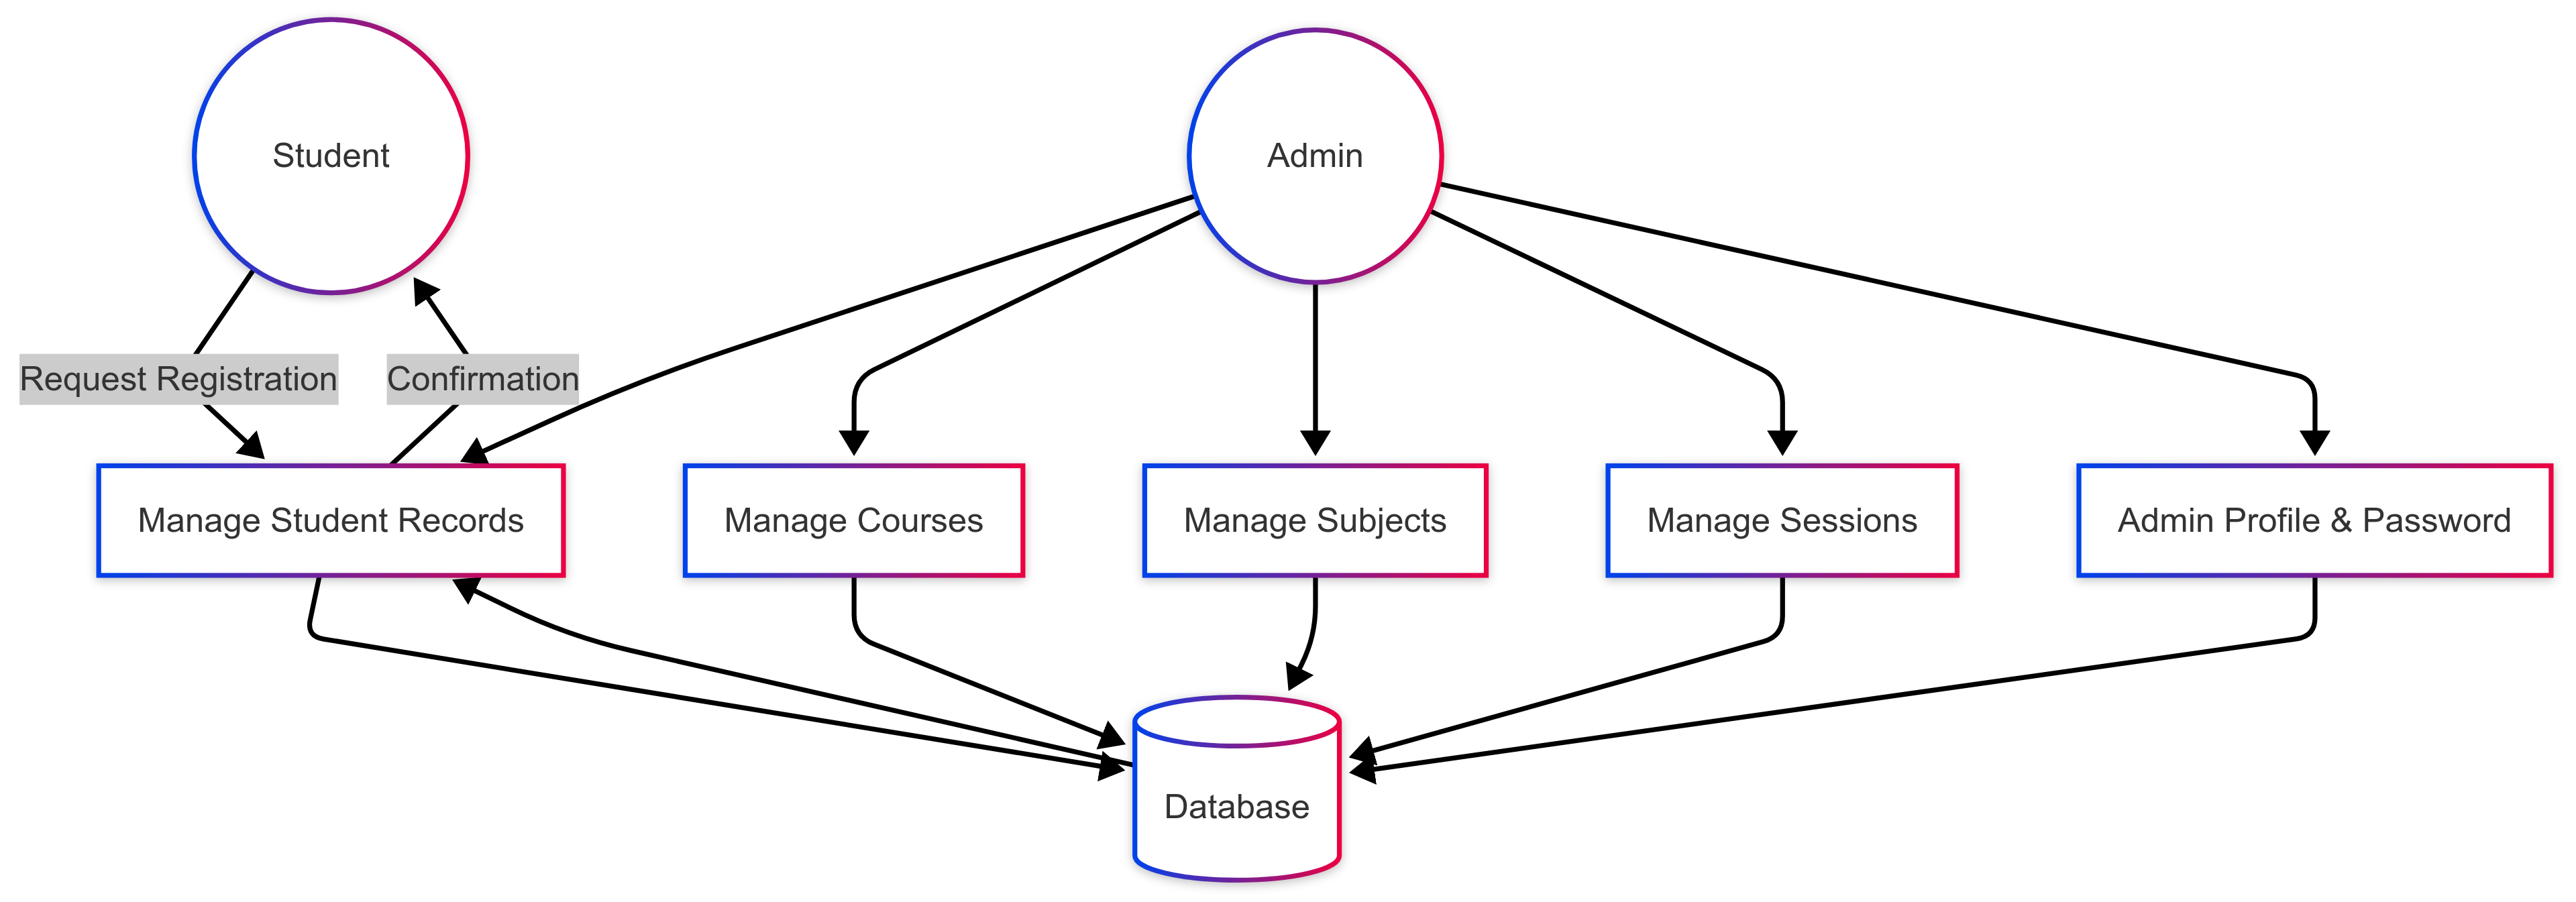 Student
Admin
Request Registration
Confirmation
Manage Student Records
Manage Courses
Manage Subjects
Manage Sessions
Admin Profile & Password
Database